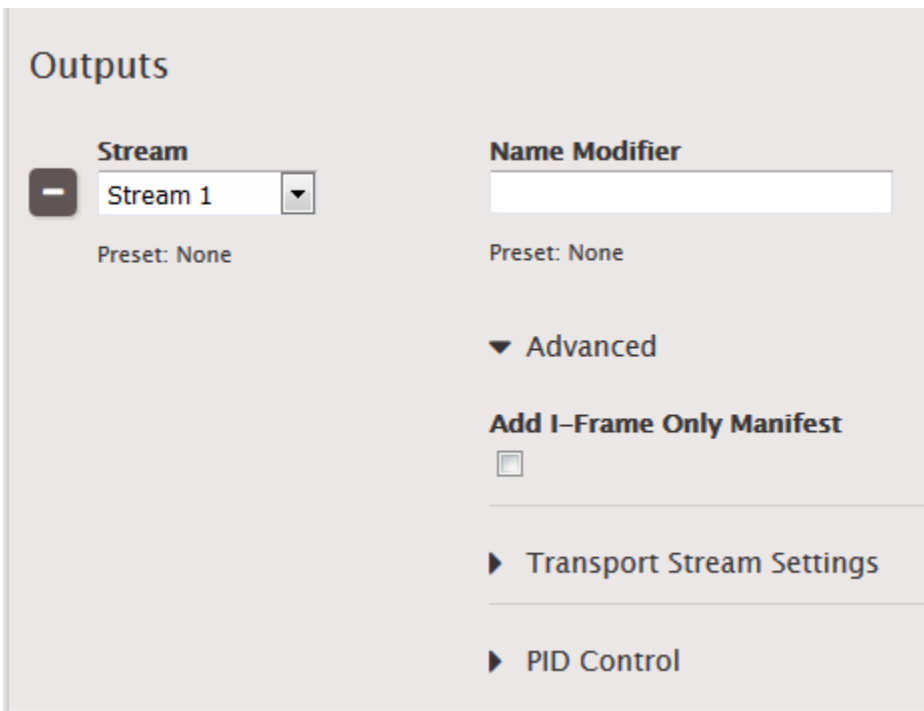 Outputs
Stream
Name Modifier
Stream 1
Preset: None
Preset: None
Advanced
Add I-Frame Only Manifest
Transport Stream Settings
PID Control